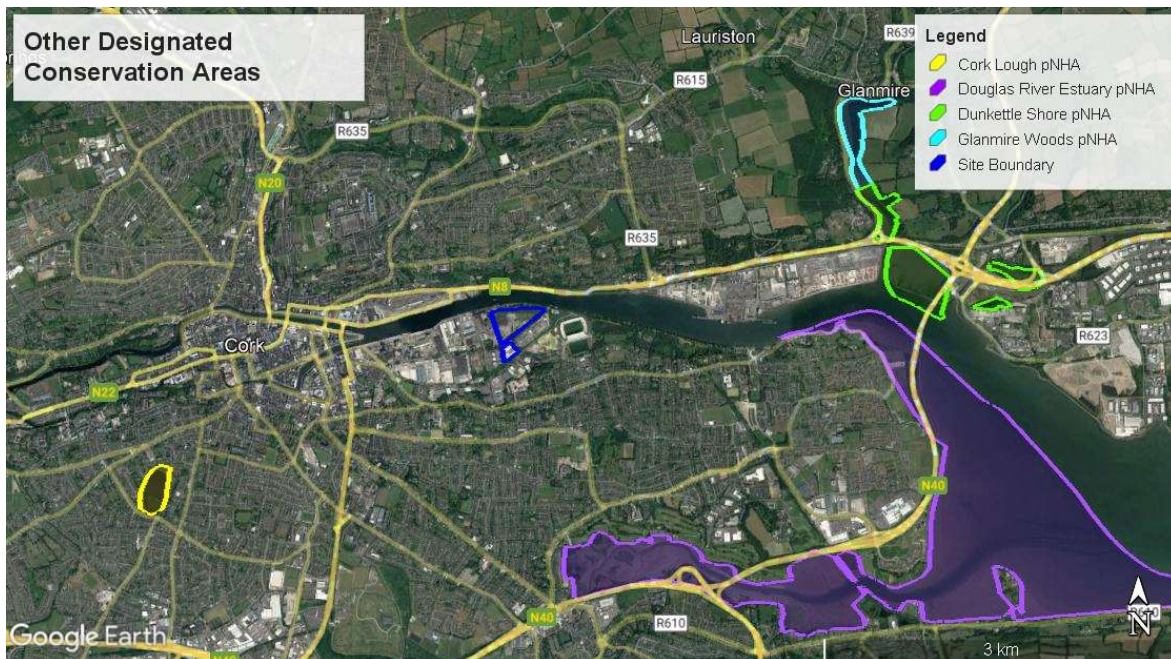 Other Designated
Conservation Areas
Legend
Cork Lough pNHA
Douglas River Estuary pNHA
Dunkettle Shore pNHA
Glanmire Woods pNHA
Site Boundary
Lauriston
R639
R615
Glanmire
R635
N20
R635
N8
Cork
R623
N22
N40
N40
R610
R610
N
Google Earth
3 km